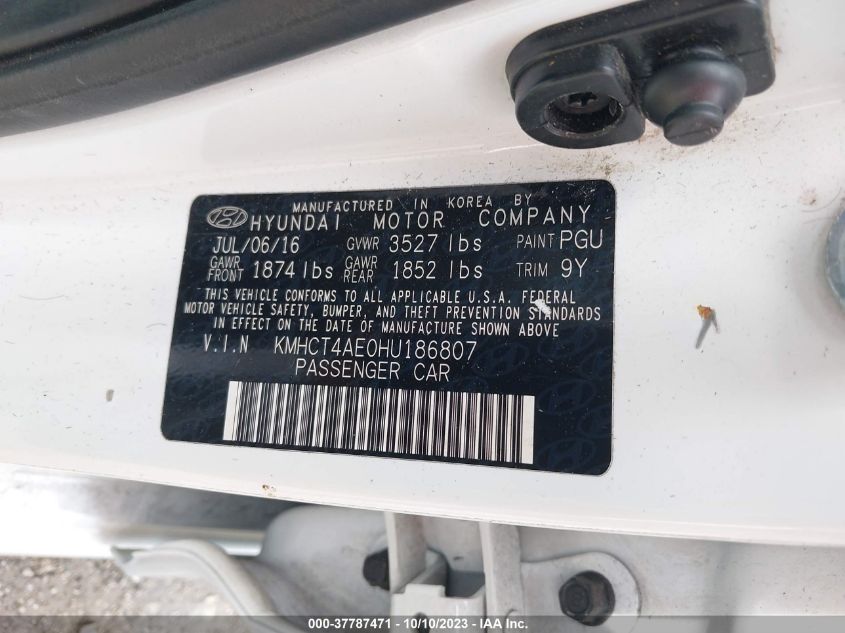 MANUFACTURED IN KOREA BY
HYUNDAI MOTOR COMPANY
JUL/06/16 GVWR 3527 lbs PAINT PGU
GAWR FRONT 1874 lbs GAWR REAR 1852 lbs TRIM 9Y
THIS VEHICLE CONFORMS TO ALL APPLICABLE U.S.A. FEDERAL
MOTOR VEHICLE SAFETY, BUMPER, AND THEFT PREVENTION STANDARDS
IN EFFECT ON THE DATE OF MANUFACTURE SHOWN ABOVE
V.I.N KMHCT4AE0HU186807
PASSENGER CAR
000-37787471 - 10/10/2023 - IAA Inc.